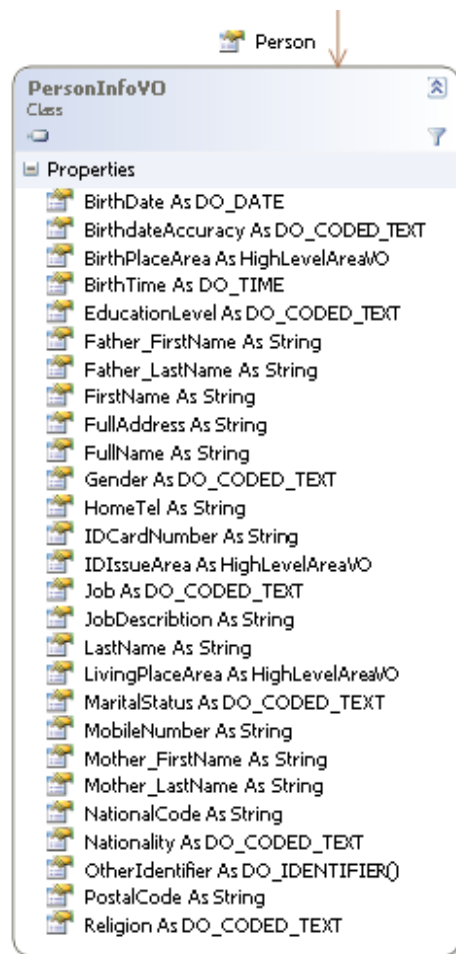 Person
PersonInfoVO
Class
Properties
BirthDate As DO_DATE
BirthdateAccuracy As DO_CODED_TEXT
BirthPlaceArea As HighLevelAreaVO
BirthTime As DO_TIME
EducationLevel As DO_CODED_TEXT
Father_FirstName As String
Father_LastName As String
FirstName As String
FullAddress As String
FullName As String
Gender As DO_CODED_TEXT
HomeTel As String
IDCardNumber As String
IDIssueArea As HighLevelAreaVO
Job As DO_CODED_TEXT
JobDescribtion As String
LastName As String
LivingPlaceArea As HighLevelAreaVO
MaritalStatus As DO_CODED_TEXT
MobileNumber As String
Mother_FirstName As String
Mother_LastName As String
NationalCode As String
Nationality As DO_CODED_TEXT
OtherIdentifier As DO_IDENTIFIER()
PostalCode As String
Religion As DO_CODED_TEXT